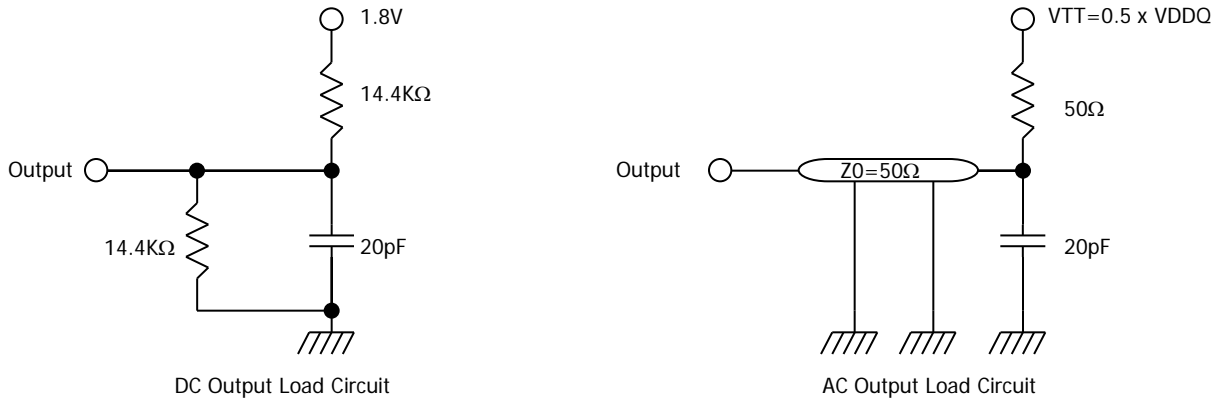 1.8V
14.4KΩ
Output
14.4KΩ
20pF
DC Output Load Circuit
VTT=0.5 x VDDQ
50Ω
Output
Z0=50Ω
20pF
AC Output Load Circuit